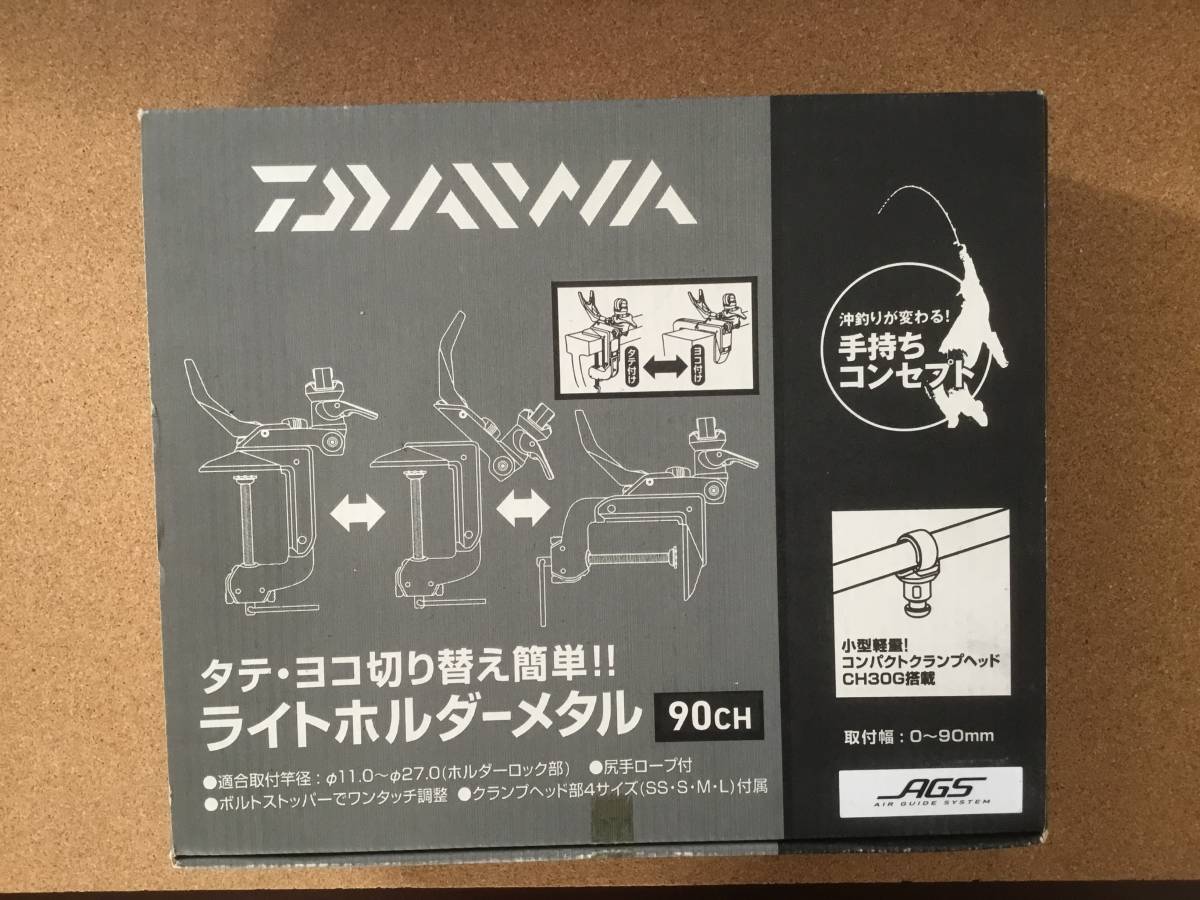 DAIWA
タテ付け
ヨコ付け
タテ・ヨコ切り替え簡単!!
ライトホルダーメタル 90CH
●適合取付竿径：φ11.0～φ27.0(ホルダーロック部) ●尻手ロープ付
●ボルトストッパーでワンタッチ調整 ●クランプヘッド部4サイズ(SS・S・M・L)付属
沖釣りが変わる!
手持ち
コンセプト
小型軽量!
コンパクトクランプヘッド
CH30G搭載
取付幅：0～90mm
AGS
AIR GUIDE SYSTEM